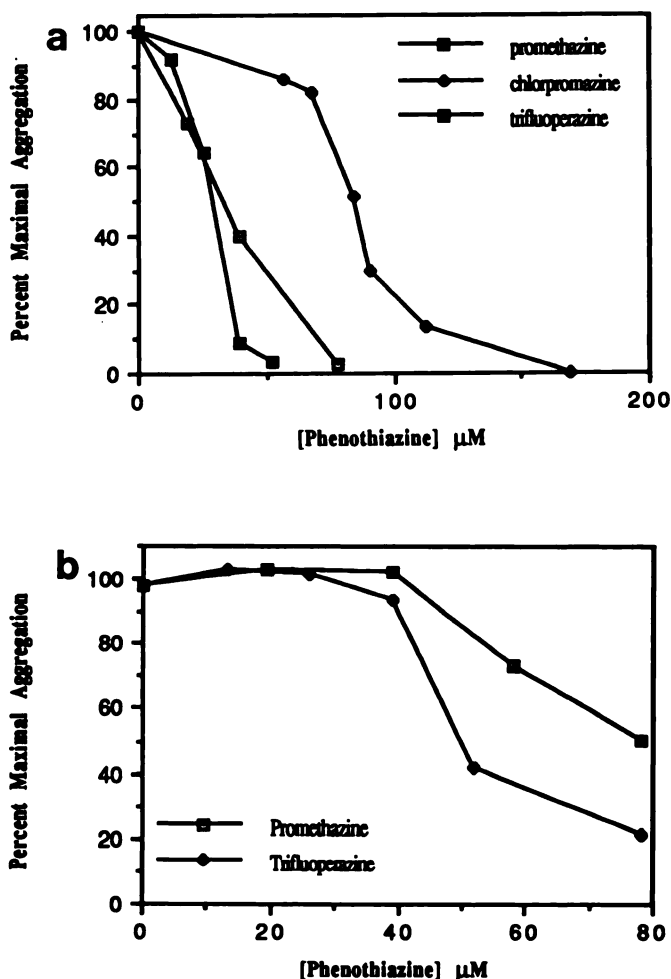 a
Percent Maximal Aggregation
100
80
60
40
20
0
promethazine
chlorpromazine
trifluoperazine
0
100
200
[Phenothiazine] μM
b
Percent Maximal Aggregation
100
80
60
40
20
0
Promethazine
Trifluoperazine
0
20
40
60
80
[Phenothiazine] μM